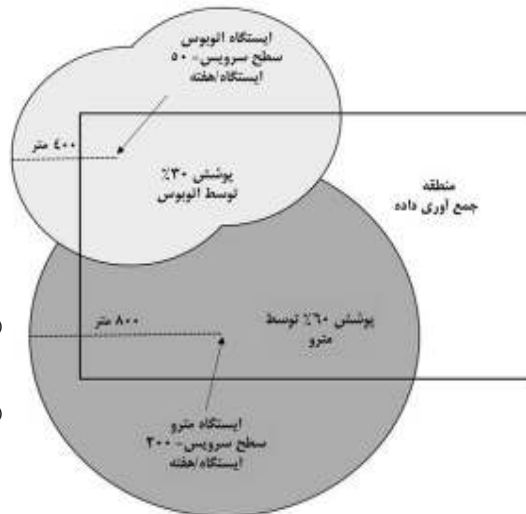 ایستگاه اتوبوس
سطح سرویس- ۵۰
ایستگاه/هفته
۴۰۰ متر
پوشش ۳۰٪
توسط اتوبوس
منطقه
جمع آوری داده
پوشش ۶۰٪ توسط
مترو
۸۰۰ متر
ایستگاه مترو
سطح سرویس- ۲۰۰
ایستگاه/هفته